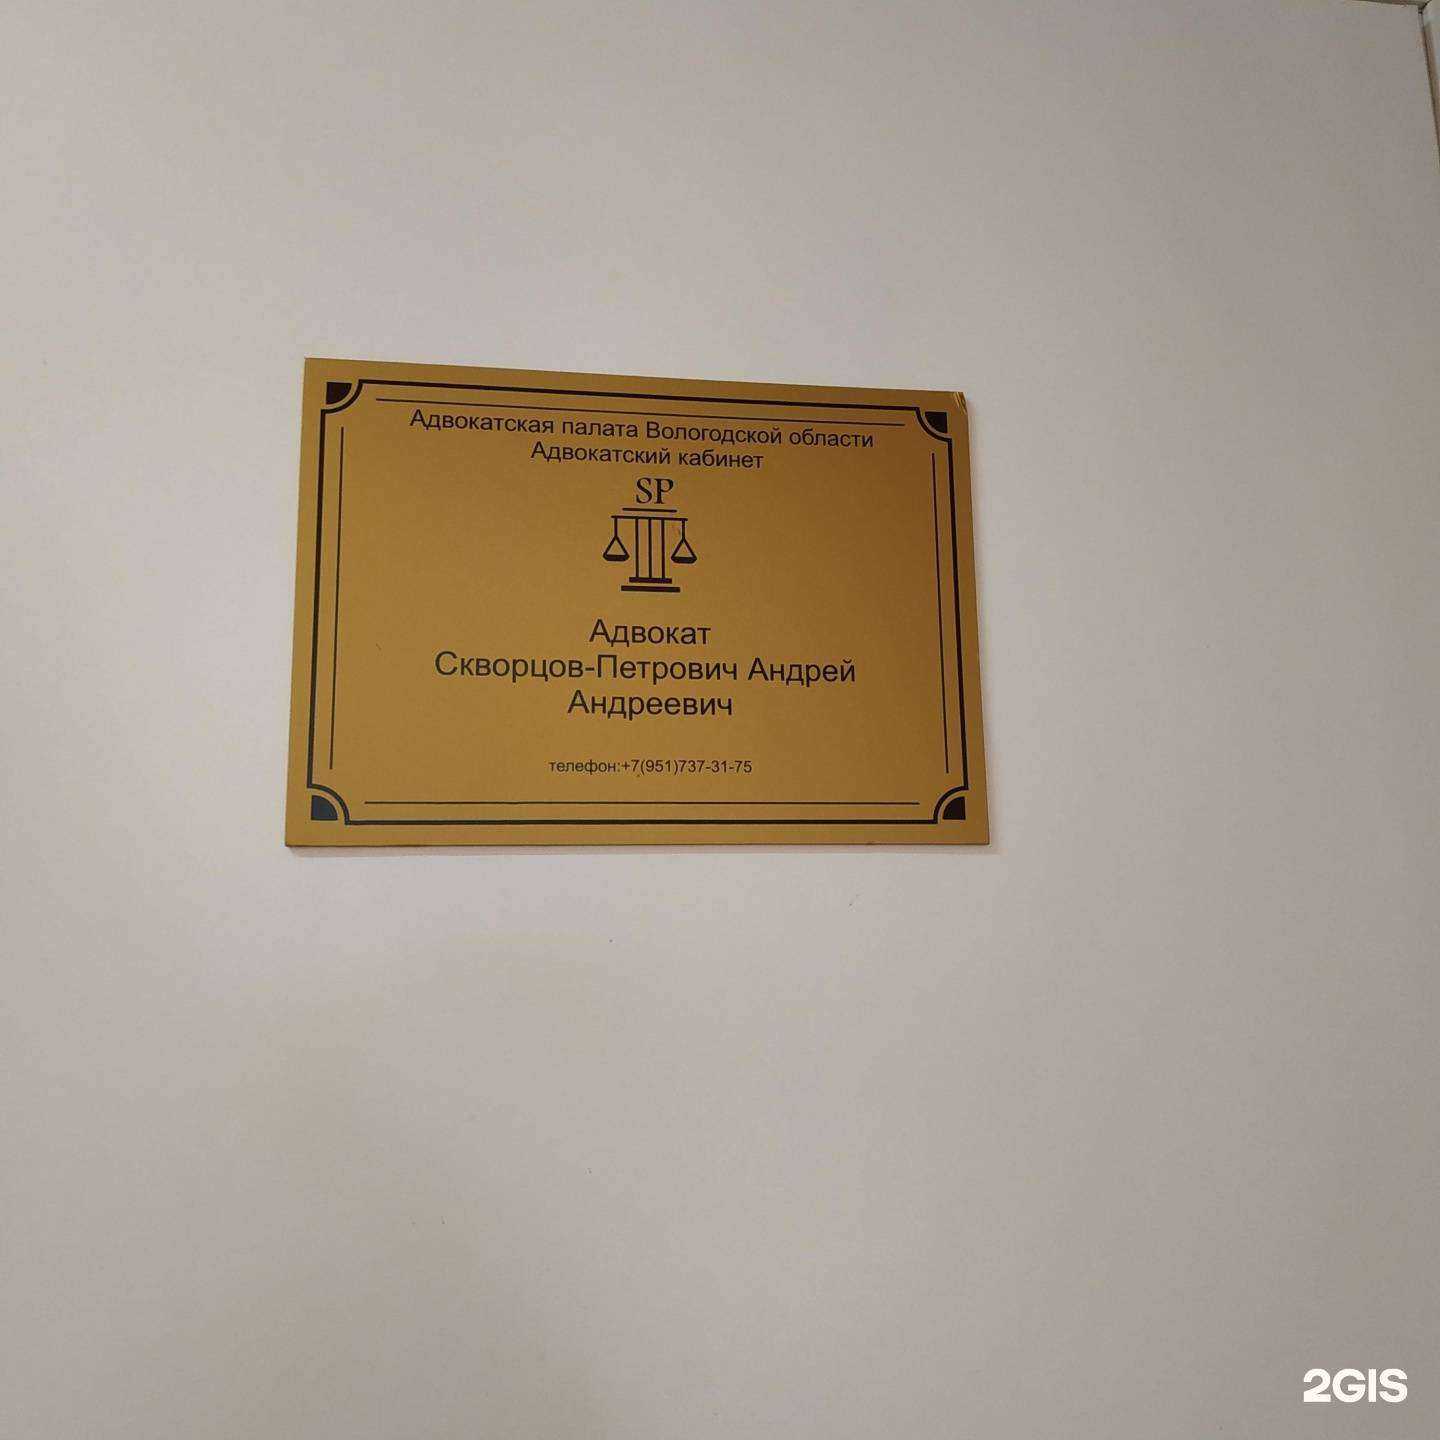 Адвокатская палата Вологодской области
Адвокатский кабинет
SP
Адвокат
Скворцов-Петрович Андрей
Андреевич
телефон:+7(951)737-31-75
2GIS